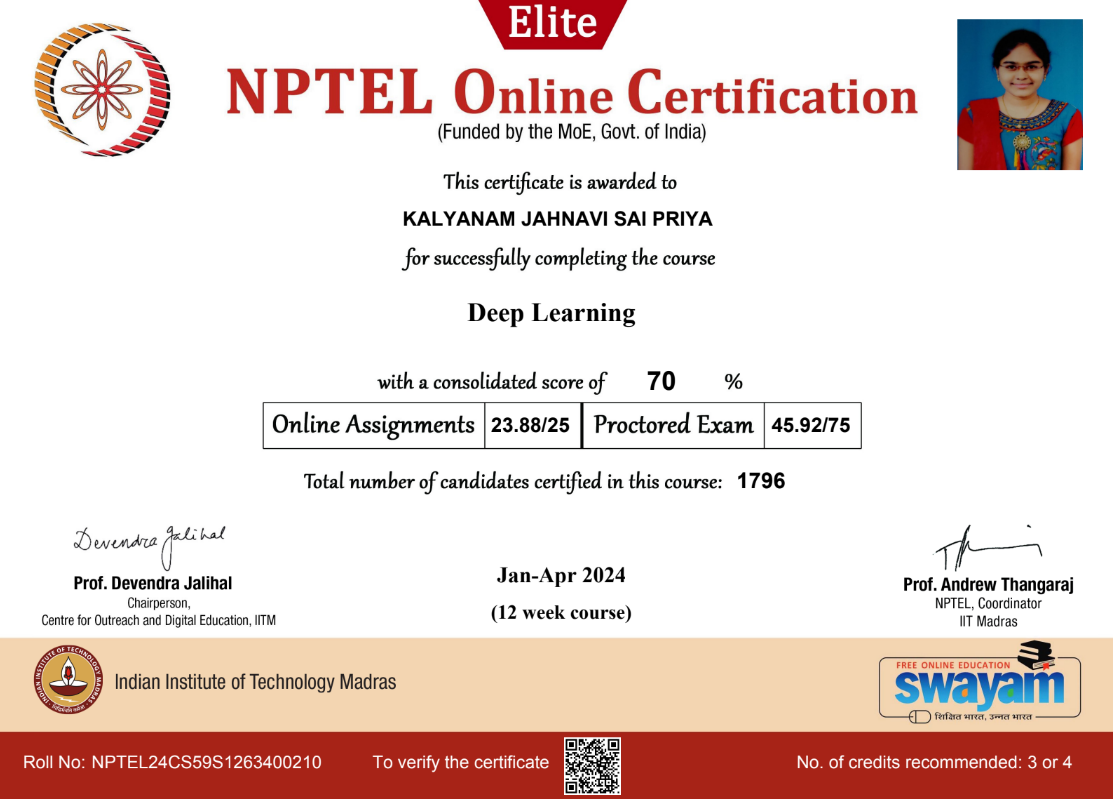 Elite
NPTEL Online Certification
(Funded by the MoE, Govt. of India)
This certificate is awarded to
KALYANAM JAHNAVI SAI PRIYA
for successfully completing the course
Deep Learning
with a consolidated score of 70 %
Online Assignments 23.88/25 Proctored Exam 45.92/75
Total number of candidates certified in this course: 1796
Devendra Jalihal
Prof. Devendra Jalihal
Chairperson,
Centre for Outreach and Digital Education, IITM
Jan-Apr 2024
(12 week course)
Prof. Andrew Thangaraj
NPTEL, Coordinator
IIT Madras
INDIAN INSTITUTE OF TECHNOLOGY MADRAS
Indian Institute of Technology Madras
FREE ONLINE EDUCATION
swayam
शिक्षित भारत, उन्नत भारत
Roll No: NPTEL24CS59S1263400210
To verify the certificate
No. of credits recommended: 3 or 4